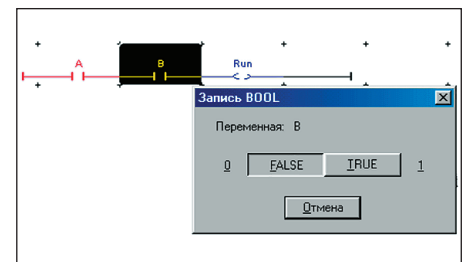 A B Run
Запись BOOL
Переменная: B
0 FALSE TRUE 1
Отмена